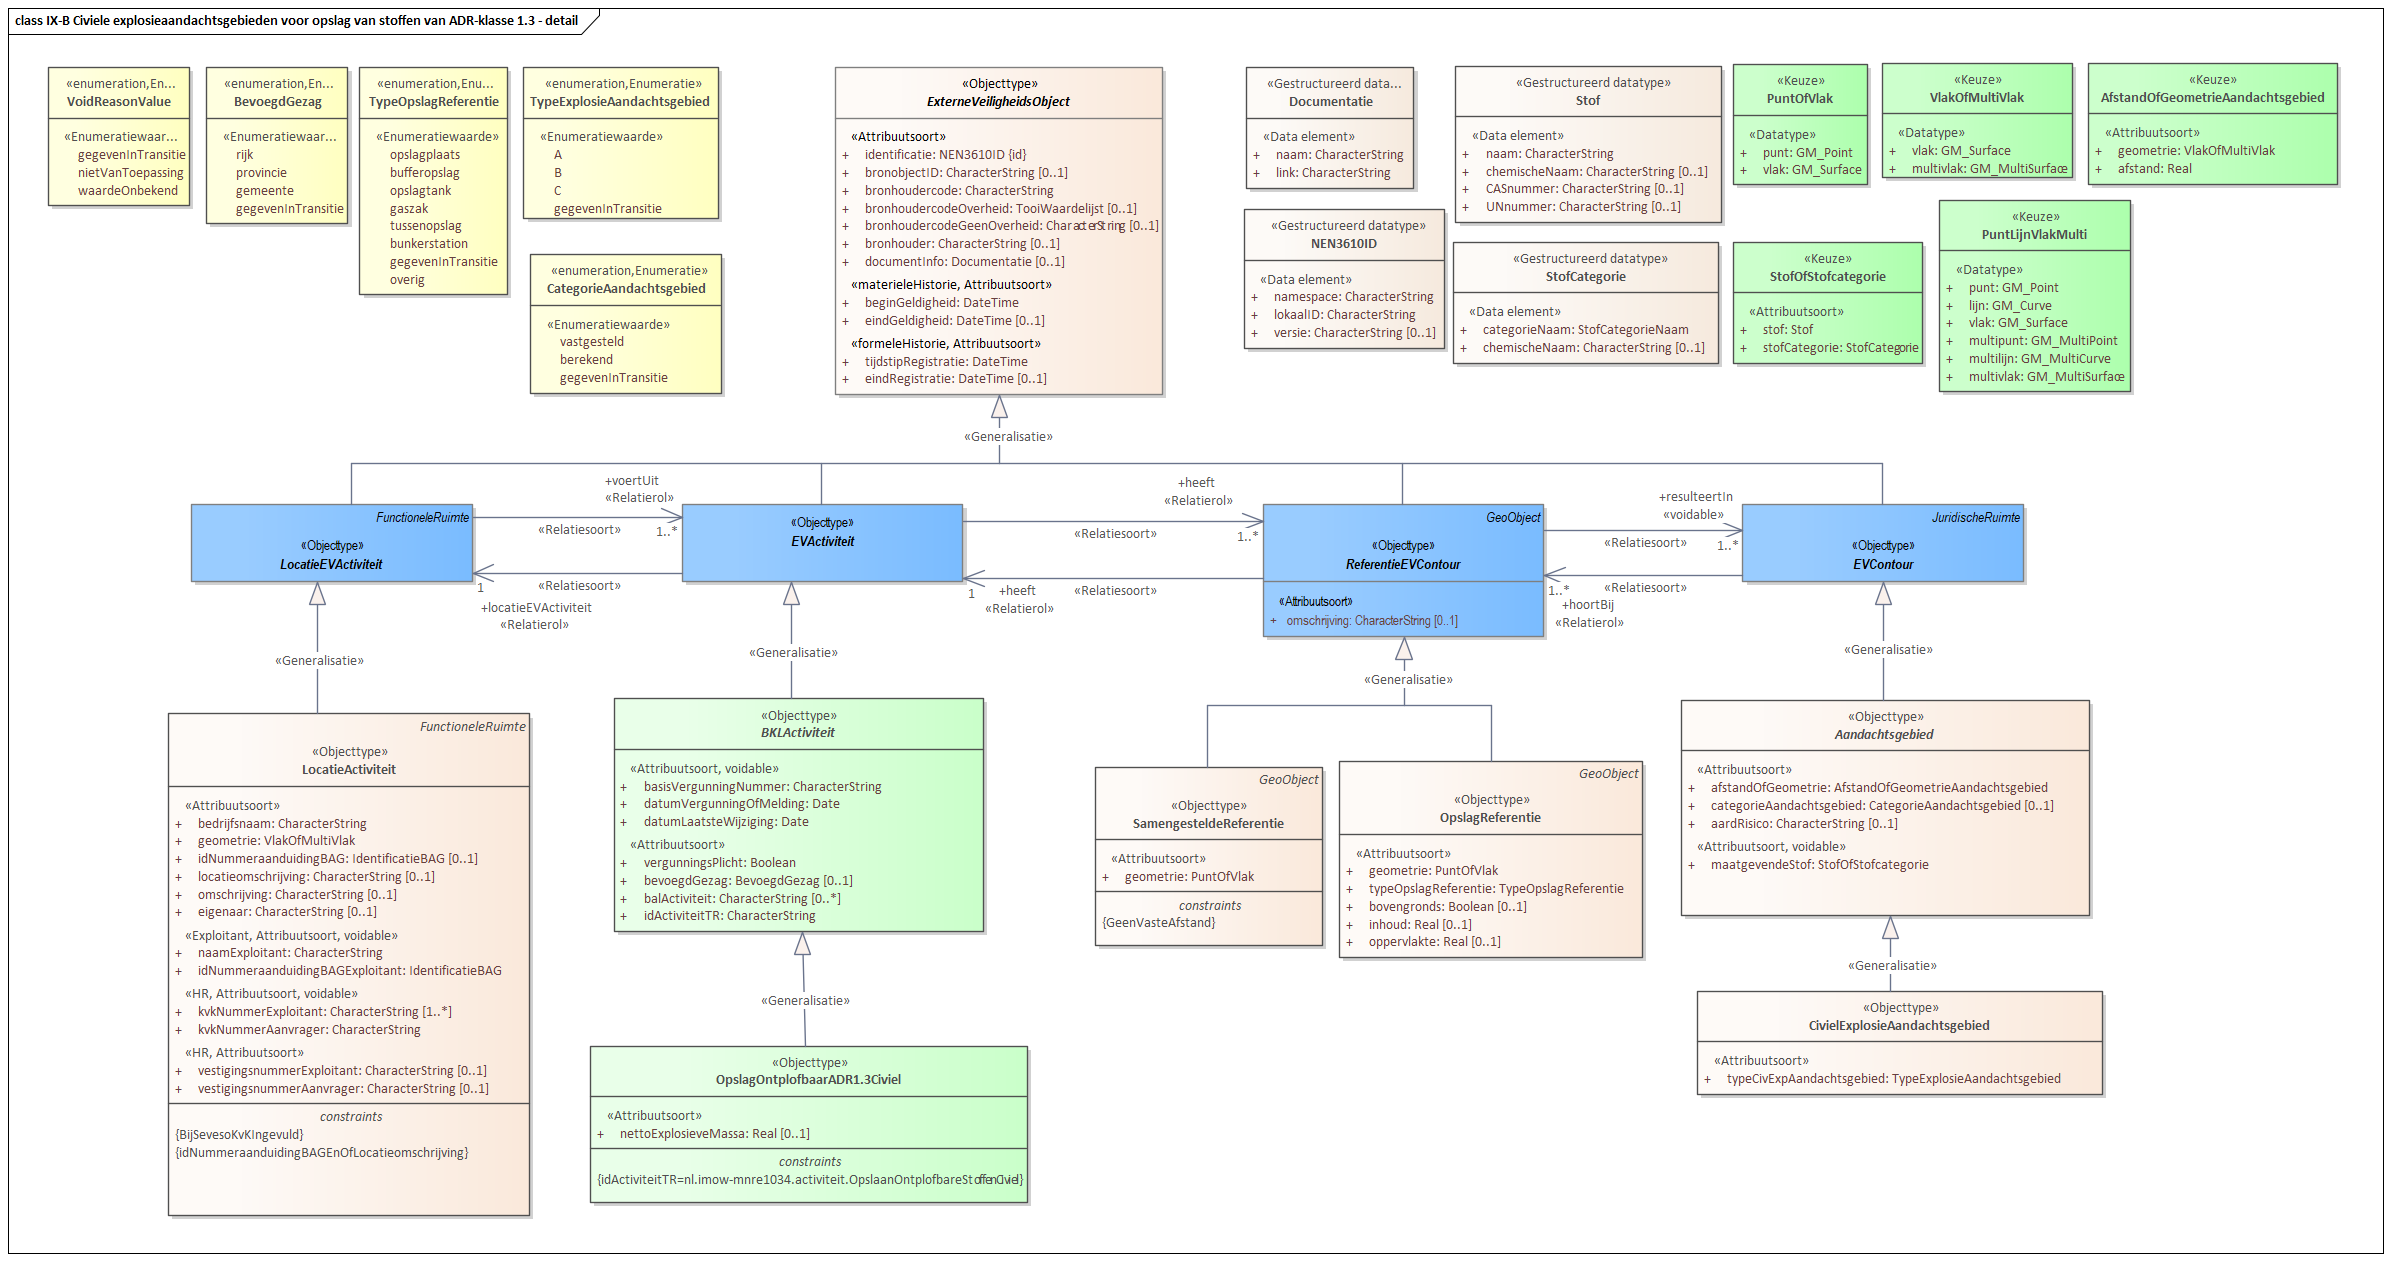 class IX-B Civiele explosieaandachtsgebieden voor opslag van stoffen van ADR-klasse 1.3 - detail
«enumeration,En...
VoidReasonValue
«Enumeratiewaar...
gegevenInTransitie
nietVanToepassing
waardeOnbekend
«enumeration,En...
BevoegdGezag
«Enumeratiewaar...
rijk
provincie
gemeente
gegevenInTransitie
«enumeration,Enu...
TypeOpslagReferentie
«Enumeratiewaarde»
opslagplaats
bufferopslag
opslagtank
gaszak
tussenopslag
bunkerstation
gegevenInTransitie
overig
«enumeration,Enumeratie»
TypeExplosieAandachtsgebied
«Enumeratiewaarde»
A
B
C
gegevenInTransitie
«enumeration,Enumeratie»
CategorieAandachtsgebied
«Enumeratiewaarde»
vastgesteld
berekend
gegevenInTransitie
«Objecttype»
ExterneVeiligheidsObject
«Attribuutsoort»
+ identificatie: NEN3610ID {id}
+ bronobjectID: CharacterString [0..1]
+ bronhoudercode: CharacterString
+ bronhoudercodeOverheid: TooiWaardelijst [0..1]
+ bronhoudercodeGeenOverheid: CharacterString [0..1]
+ bronhouder: CharacterString [0..1]
+ documentInfo: Documentatie [0..1]
«materieleHistorie, Attribuutsoort»
+ beginGeldigheid: DateTime
+ eindGeldigheid: DateTime [0..1]
«formeleHistorie, Attribuutsoort»
+ tijdstipRegistratie: DateTime
+ eindRegistratie: DateTime [0..1]
«Gestructureerd data...
Documentatie
«Data element»
+ naam: CharacterString
+ link: CharacterString
«Gestructureerd datatype»
NEN3610ID
«Data element»
+ namespace: CharacterString
+ lokaalID: CharacterString
+ versie: CharacterString [0..1]
«Gestructureerd datatype»
Stof
«Data element»
+ naam: CharacterString
+ chemischeNaam: CharacterString [0..1]
+ CASnummer: CharacterString [0..1]
+ UNnummer: CharacterString [0..1]
«Gestructureerd datatype»
StofCategorie
«Data element»
+ categorieNaam: StofCategorieNaam
+ chemischeNaam: CharacterString [0..1]
«Keuze»
PuntOfVlak
«Datatype»
+ punt: GM_Point
+ vlak: GM_Surface
«Keuze»
VlakOfMultiVlak
«Datatype»
+ vlak: GM_Surface
+ multivlak: GM_MultiSurface
«Keuze»
AfstandOfGeometrieAandachtsgebied
«Attribuutsoort»
+ geometrie: VlakOfMultiVlak
+ afstand: Real
«Keuze»
StofOfStofcategorie
«Attribuutsoort»
+ stof: Stof
+ stofCategorie: StofCategorie
«Keuze»
PuntLijnVlakMulti
«Datatype»
+ punt: GM_Point
+ lijn: GM_Curve
+ vlak: GM_Surface
+ multipunt: GM_MultiPoint
+ multilijn: GM_MultiCurve
+ multivlak: GM_MultiSurface
«Generalisatie»
FunctioneleRuimte
«Objecttype»
LocatieEVActiviteit
+voertUit
«Relatierol»
«Relatiesoort»
1..*
«Relatiesoort»
1
+locatieEVActiviteit
«Relatierol»
«Objecttype»
EVActiviteit
+heeft
«Relatierol»
«Relatiesoort»
1..*
1
+heeft
«Relatierol»
«Relatiesoort»
GeoObject
«Objecttype»
ReferentieEVContour
«Attribuutsoort»
+ omschrijving: CharacterString [0..1]
+resulteertIn
«voidable»
«Relatiesoort»
1..*
1..*
«Relatiesoort»
+hoortBij
«Relatierol»
JuridischeRuimte
«Objecttype»
EVContour
«Generalisatie»
«Generalisatie»
«Generalisatie»
«Generalisatie»
FunctioneleRuimte
«Objecttype»
LocatieActiviteit
«Attribuutsoort»
+ bedrijfsnaam: CharacterString
+ geometrie: VlakOfMultiVlak
+ idNummeraanduidingBAG: IdentificatieBAG [0..1]
+ locatieomschrijving: CharacterString [0..1]
+ omschrijving: CharacterString [0..1]
+ eigenaar: CharacterString [0..1]
«Exploitant, Attribuutsoort, voidable»
+ naamExploitant: CharacterString
+ idNummeraanduidingBAGExploitant: IdentificatieBAG
«HR, Attribuutsoort, voidable»
+ kvkNummerExploitant: CharacterString [1..*]
+ kvkNummerAanvrager: CharacterString
«HR, Attribuutsoort»
+ vestigingsnummerExploitant: CharacterString [0..1]
+ vestigingsnummerAanvrager: CharacterString [0..1]
constraints
{BijSevesoKvKIngevuld}
{idNummeraanduidingBAGEnOfLocatieomschrijving}
«Objecttype»
BKLActiviteit
«Attribuutsoort, voidable»
+ basisVergunningNummer: CharacterString
+ datumVergunningOfMelding: Date
+ datumLaatsteWijziging: Date
«Attribuutsoort»
+ vergunningsPlicht: Boolean
+ bevoegdGezag: BevoegdGezag [0..1]
+ balActiviteit: CharacterString [0..*]
+ idActiviteitTR: CharacterString
«Generalisatie»
«Objecttype»
OpslagOntplofbaarADR1.3Civiel
«Attribuutsoort»
+ nettoExplosieveMassa: Real [0..1]
constraints
{idActiviteitTR=nl.imow-mnre1034.activiteit.OpslaanOntplofbareStoffenCiviel}
GeoObject
«Objecttype»
SamengesteldeReferentie
«Attribuutsoort»
+ geometrie: PuntOfVlak
constraints
{GeenVasteAfstand}
GeoObject
«Objecttype»
OpslagReferentie
«Attribuutsoort»
+ geometrie: PuntOfVlak
+ typeOpslagReferentie: TypeOpslagReferentie
+ bovengronds: Boolean [0..1]
+ inhoud: Real [0..1]
+ oppervlakte: Real [0..1]
«Objecttype»
Aandachtsgebied
«Attribuutsoort»
+ afstandOfGeometrie: AfstandOfGeometrieAandachtsgebied
+ categorieAandachtsgebied: CategorieAandachtsgebied [0..1]
+ aardRisico: CharacterString [0..1]
«Attribuutsoort, voidable»
+ maatgevendeStof: StofOfStofcategorie
«Generalisatie»
«Objecttype»
CivielExplosieAandachtsgebied
«Attribuutsoort»
+ typeCivExpAandachtsgebied: TypeExplosieAandachtsgebied